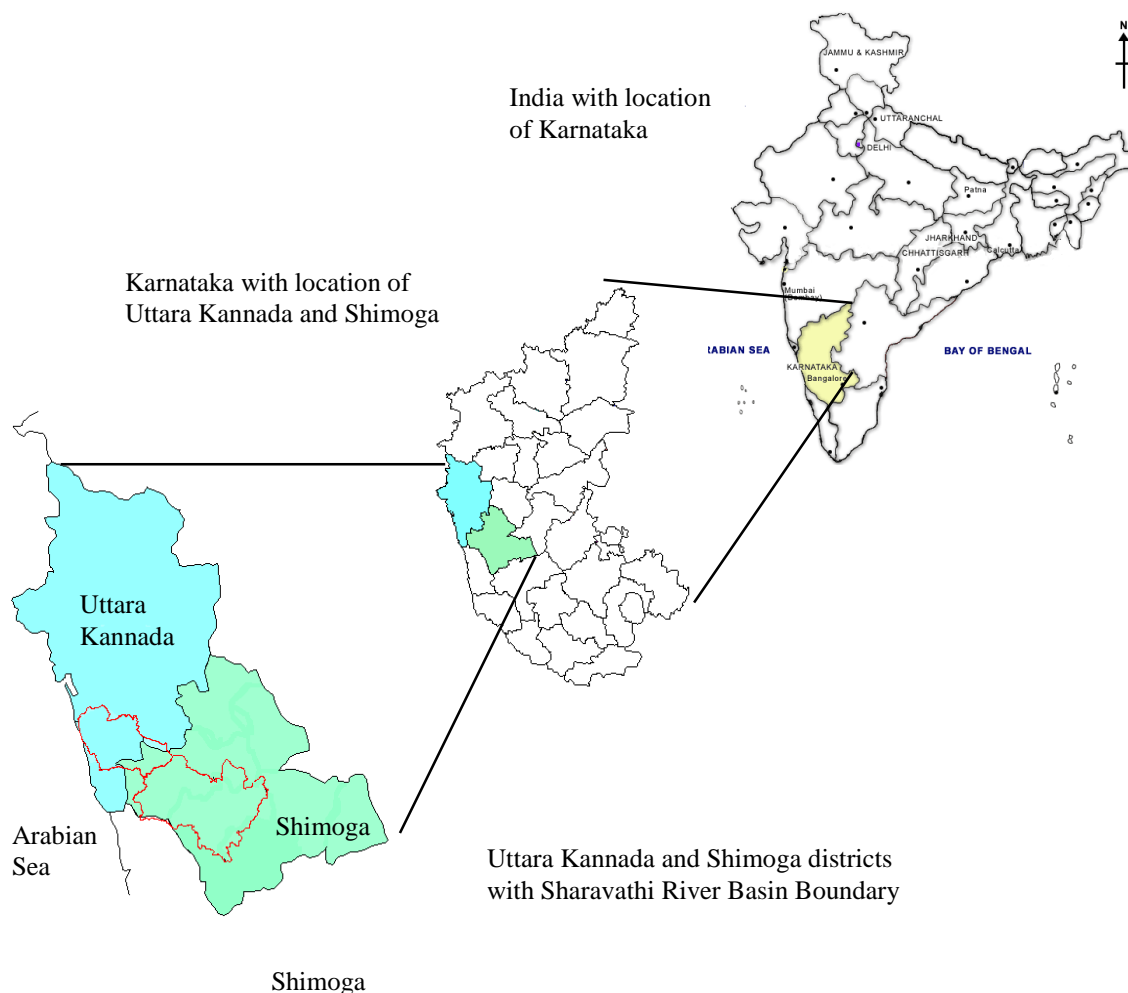 N
JAMMU & KASHMIR
India with location
of Karnataka
UTTARANCHAL
DELHI
Patna
JHARKHAND
CHHATTISGARH
Calcutta
Karnataka with location of
Uttara Kannada and Shimoga
Mumbai
(Bombay)
RABIAN SEA
BAY OF BENGAL
KARNATAKA
Bangalore
Uttara
Kannada
Shimoga
Arabian
Sea
Uttara Kannada and Shimoga districts
with Sharavathi River Basin Boundary
Shimoga